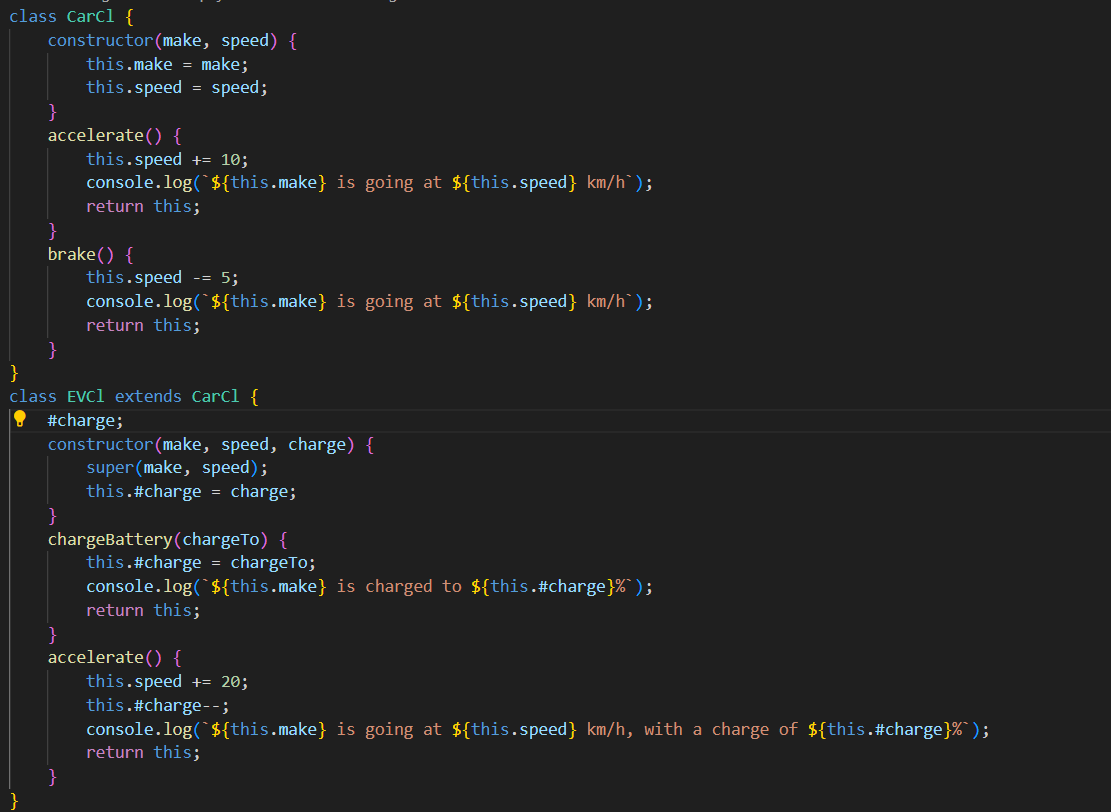 class CarCl {
    constructor(make, speed) {
        this.make = make;
        this.speed = speed;
    }
    accelerate() {
        this.speed += 10;
        console.log(`${this.make} is going at ${this.speed} km/h`);
        return this;
    }
    brake() {
        this.speed -= 5;
        console.log(`${this.make} is going at ${this.speed} km/h`);
        return this;
    }
}
class EVCl extends CarCl {
    #charge;
    constructor(make, speed, charge) {
        super(make, speed);
        this.#charge = charge;
    }
    chargeBattery(chargeTo) {
        this.#charge = chargeTo;
        console.log(`${this.make} is charged to ${this.#charge}%`);
        return this;
    }
    accelerate() {
        this.speed += 20;
        this.#charge--;
        console.log(`${this.make} is going at ${this.speed} km/h, with a charge of ${this.#charge}%`);
        return this;
    }
}